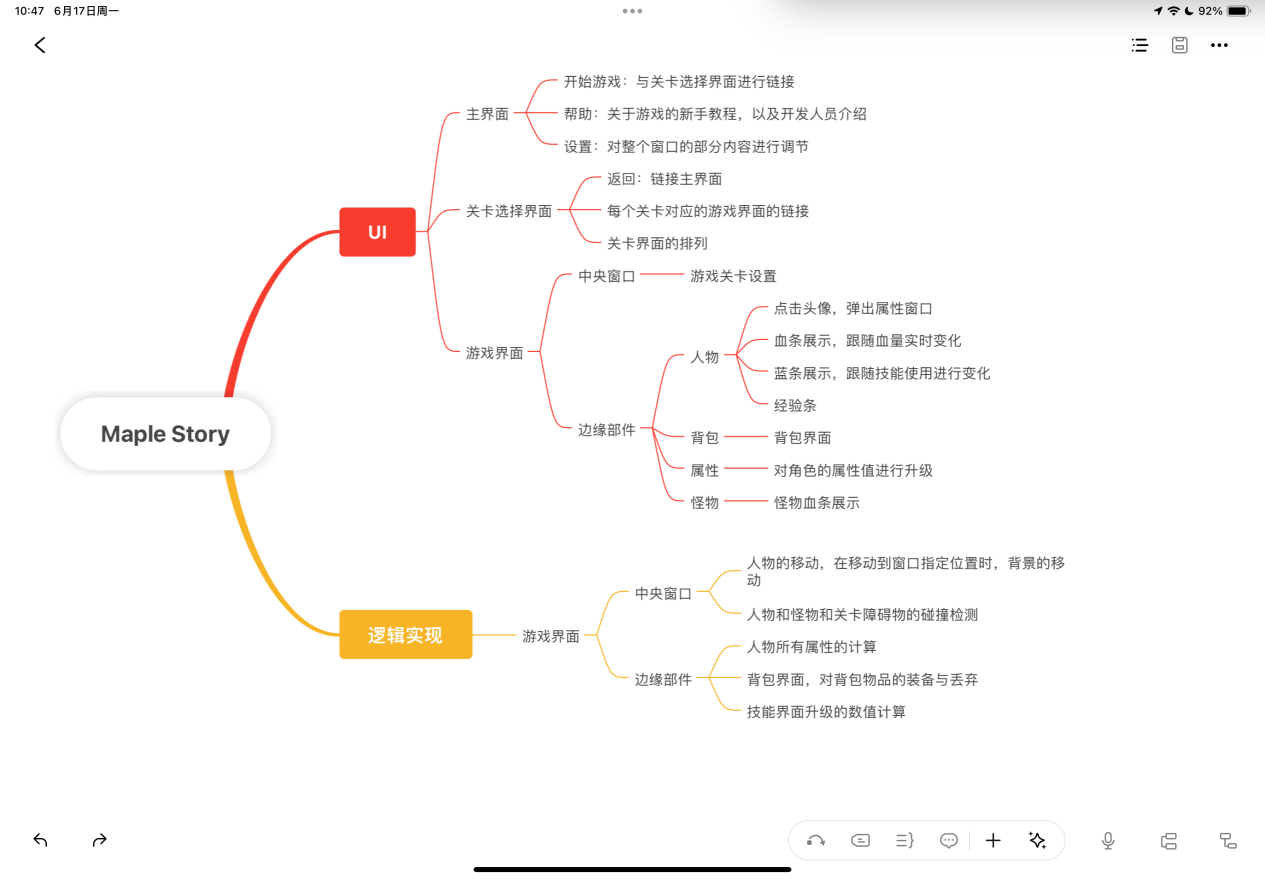 10:47 6月17日周一
92%
开始游戏：与关卡选择界面进行链接
主界面
帮助：关于游戏的新手教程，以及开发人员介绍
设置：对整个窗口的部分内容进行调节
返回：链接主界面
UI
关卡选择界面
每个关卡对应的游戏界面的链接
关卡界面的排列
中央窗口
游戏关卡设置
点击头像，弹出属性窗口
血条展示，跟随血量实时变化
游戏界面
人物
蓝条展示，跟随技能使用进行变化
经验条
边缘部件
背包
背包界面
属性
对角色的属性值进行升级
怪物
怪物血条展示
Maple Story
人物的移动，在移动到窗口指定位置时，背景的移
动
中央窗口
人物和怪物和关卡障碍物的碰撞检测
逻辑实现
游戏界面
人物所有属性的计算
边缘部件
背包界面，对背包物品的装备与丢弃
技能界面升级的数值计算